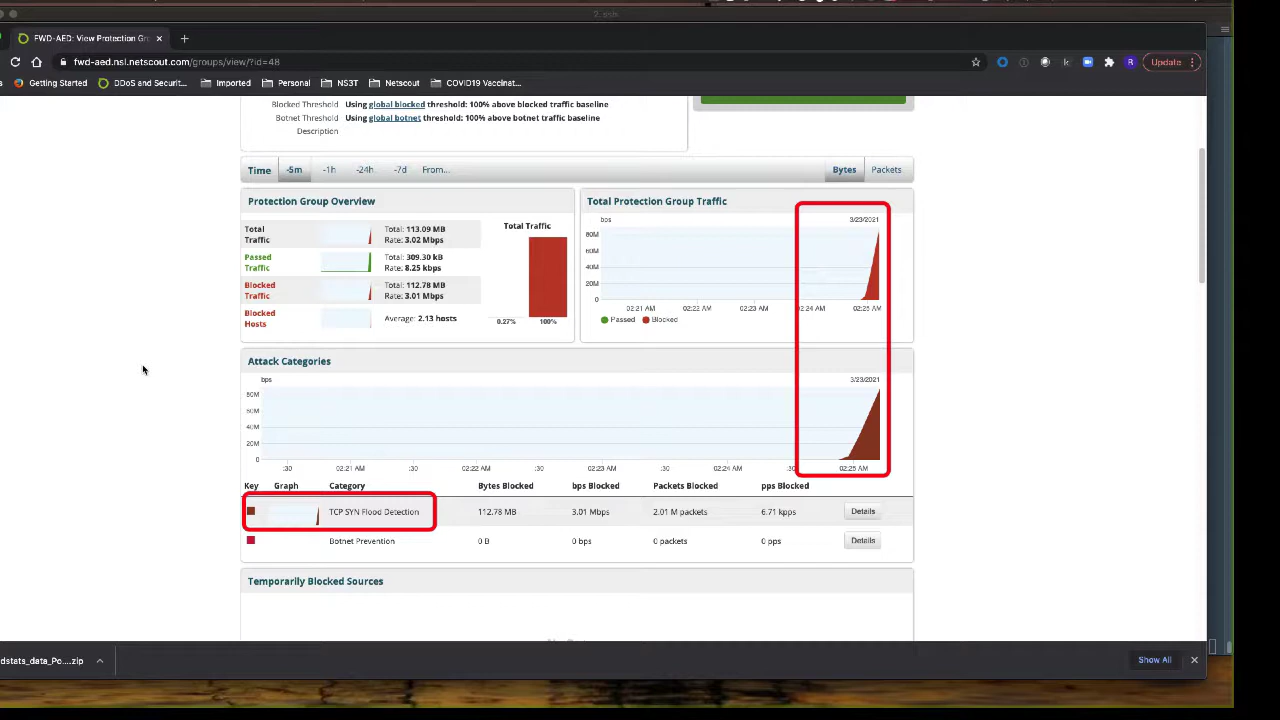 2. ssh
FWD-AED: View Protection Gr
fwd-aed.nsi.netscout.com/groups/view/?id=48
R
Update
Getting Started
DDoS and Securit...
Imported
Personal
NS3T
Netscout
COVID19 Vaccinat...
Blocked Threshold Using global blocked threshold: 100% above blocked traffic baseline
Botnet Threshold Using global botnet threshold: 100% above botnet traffic baseline
Description
Time -5m -1h -24h -7d From... Bytes Packets
Protection Group Overview
Total Traffic
Total: 113.09 MB
Rate: 3.02 Mbps
Passed Traffic
Total: 309.30 kB
Rate: 8.25 kbps
Blocked Traffic
Total: 112.78 MB
Rate: 3.01 Mbps
Blocked Hosts
Average: 2.13 hosts
Total Traffic
0.27% 100%
Total Protection Group Traffic
bps 3/23/2021
80M
60M
40M
20M
0
02:21 AM 02:22 AM 02:23 AM 02:24 AM 02:25 AM
Passed Blocked
Attack Categories
bps 3/23/2021
80M
60M
40M
20M
0
:30 02:21 AM :30 02:22 AM :30 02:23 AM :30 02:24 AM :30 02:25 AM
Key Graph Category Bytes Blocked bps Blocked Packets Blocked pps Blocked
TCP SYN Flood Detection 112.78 MB 3.01 Mbps 2.01 M packets 6.71 kpps Details
Botnet Prevention 0 B 0 bps 0 packets 0 pps Details
Temporarily Blocked Sources
dstats_data_Po....zip
Show All